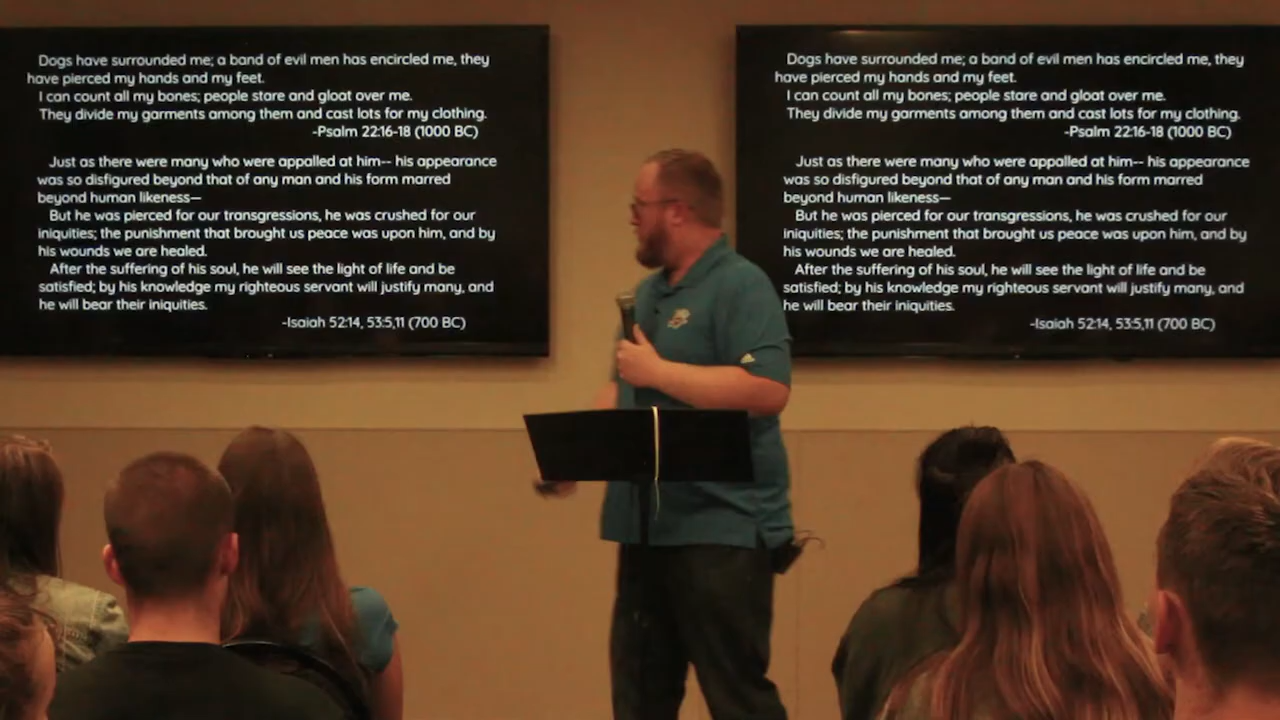 Dogs have surrounded me; a band of evil men has encircled me, they
have pierced my hands and my feet.
I can count all my bones; people stare and gloat over me.
They divide my garments among them and cast lots for my clothing.
-Psalm 22:16-18 (1000 BC)
Just as there were many who were appalled at him-- his appearance
was so disfigured beyond that of any man and his form marred
beyond human likeness—
But he was pierced for our transgressions, he was crushed for our
iniquities; the punishment that brought us peace was upon him, and by
his wounds we are healed.
After the suffering of his soul, he will see the light of life and be
satisfied; by his knowledge my righteous servant will justify many, and
he will bear their iniquities.
-Isaiah 52:14, 53:5,11 (700 BC)
Dogs have surrounded me; a band of evil men has encircled me, they
have pierced my hands and my feet.
I can count all my bones; people stare and gloat over me.
They divide my garments among them and cast lots for my clothing.
-Psalm 22:16-18 (1000 BC)
Just as there were many who were appalled at him-- his appearance
was so disfigured beyond that of any man and his form marred
beyond human likeness—
But he was pierced for our transgressions, he was crushed for our
iniquities; the punishment that brought us peace was upon him, and by
his wounds we are healed.
After the suffering of his soul, he will see the light of life and be
satisfied; by his knowledge my righteous servant will justify many, and
he will bear their iniquities.
-Isaiah 52:14, 53:5,11 (700 BC)